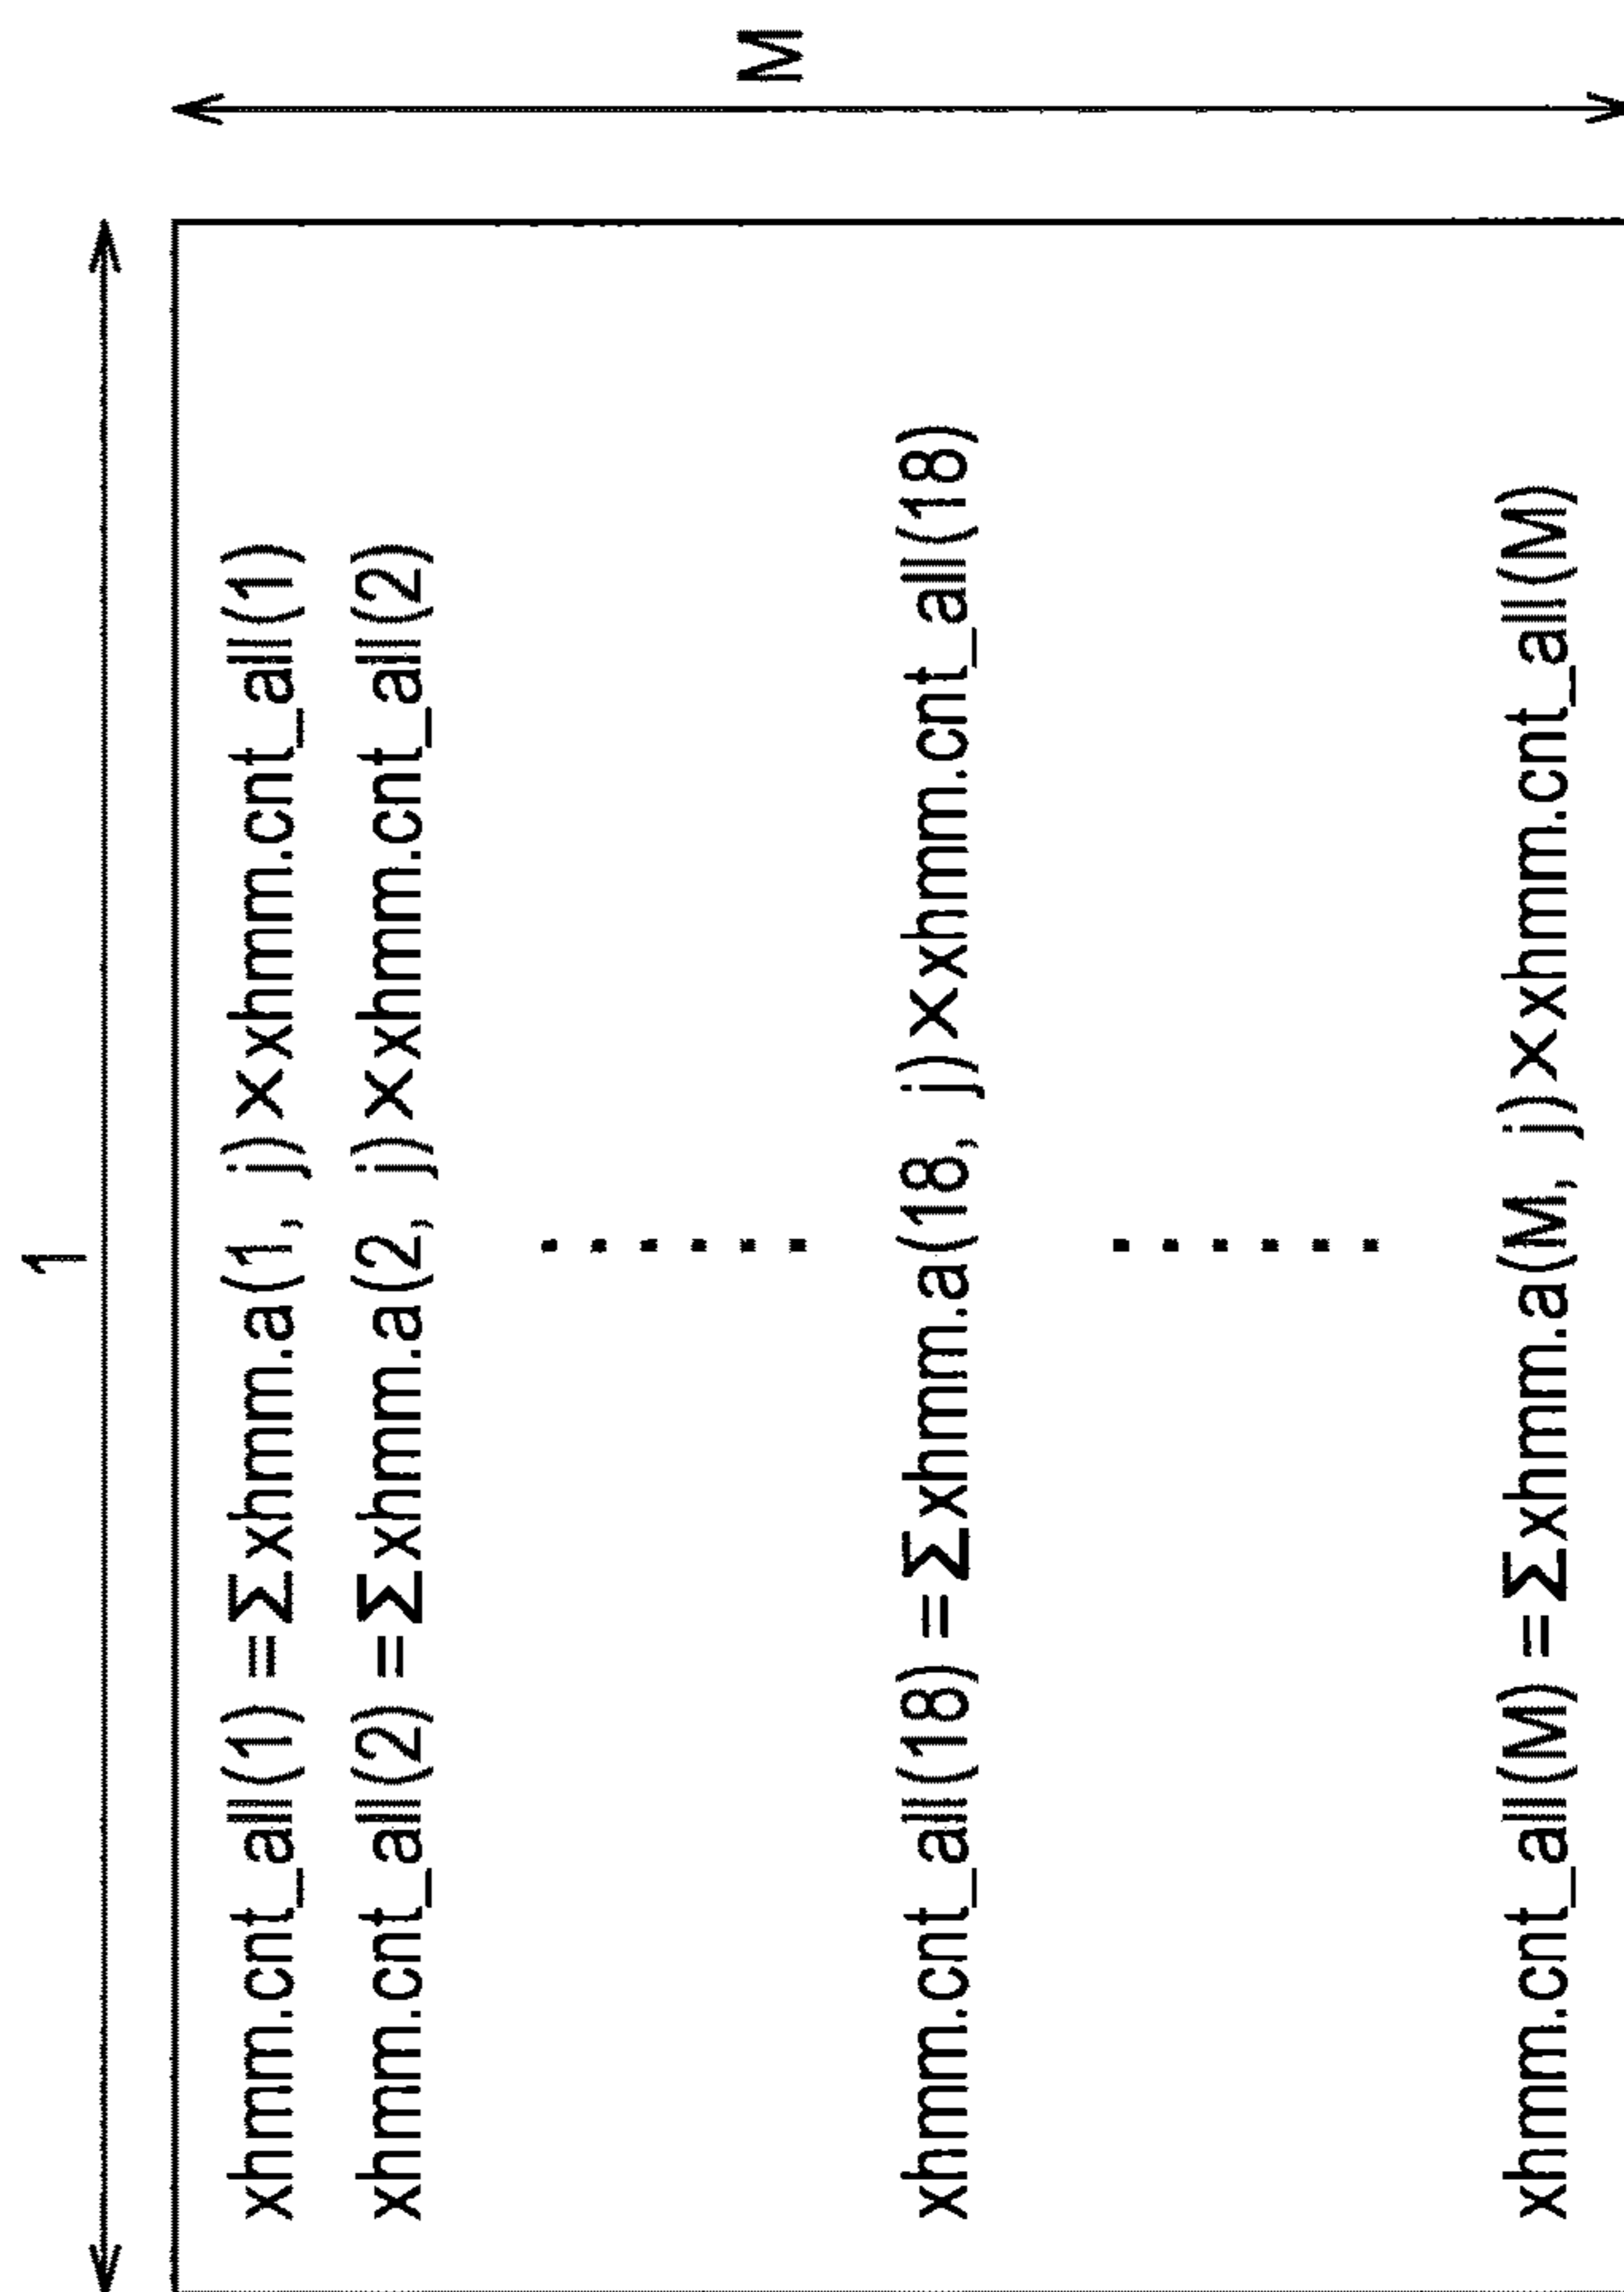 1
M
xhmm.cnt_all(1) =Σxhmm.a(1, j)×xhmm.cnt_all(1)
xhmm.cnt_all(2) =Σxhmm.a(2, j)×xhmm.cnt_all(2)
......
xhmm.cnt_all(18) =Σxhmm.a(18, j)×xhmm.cnt_all(18)
......
xhmm.cnt_all(M) =Σxhmm.a(M, j)×xhmm.cnt_all(M)